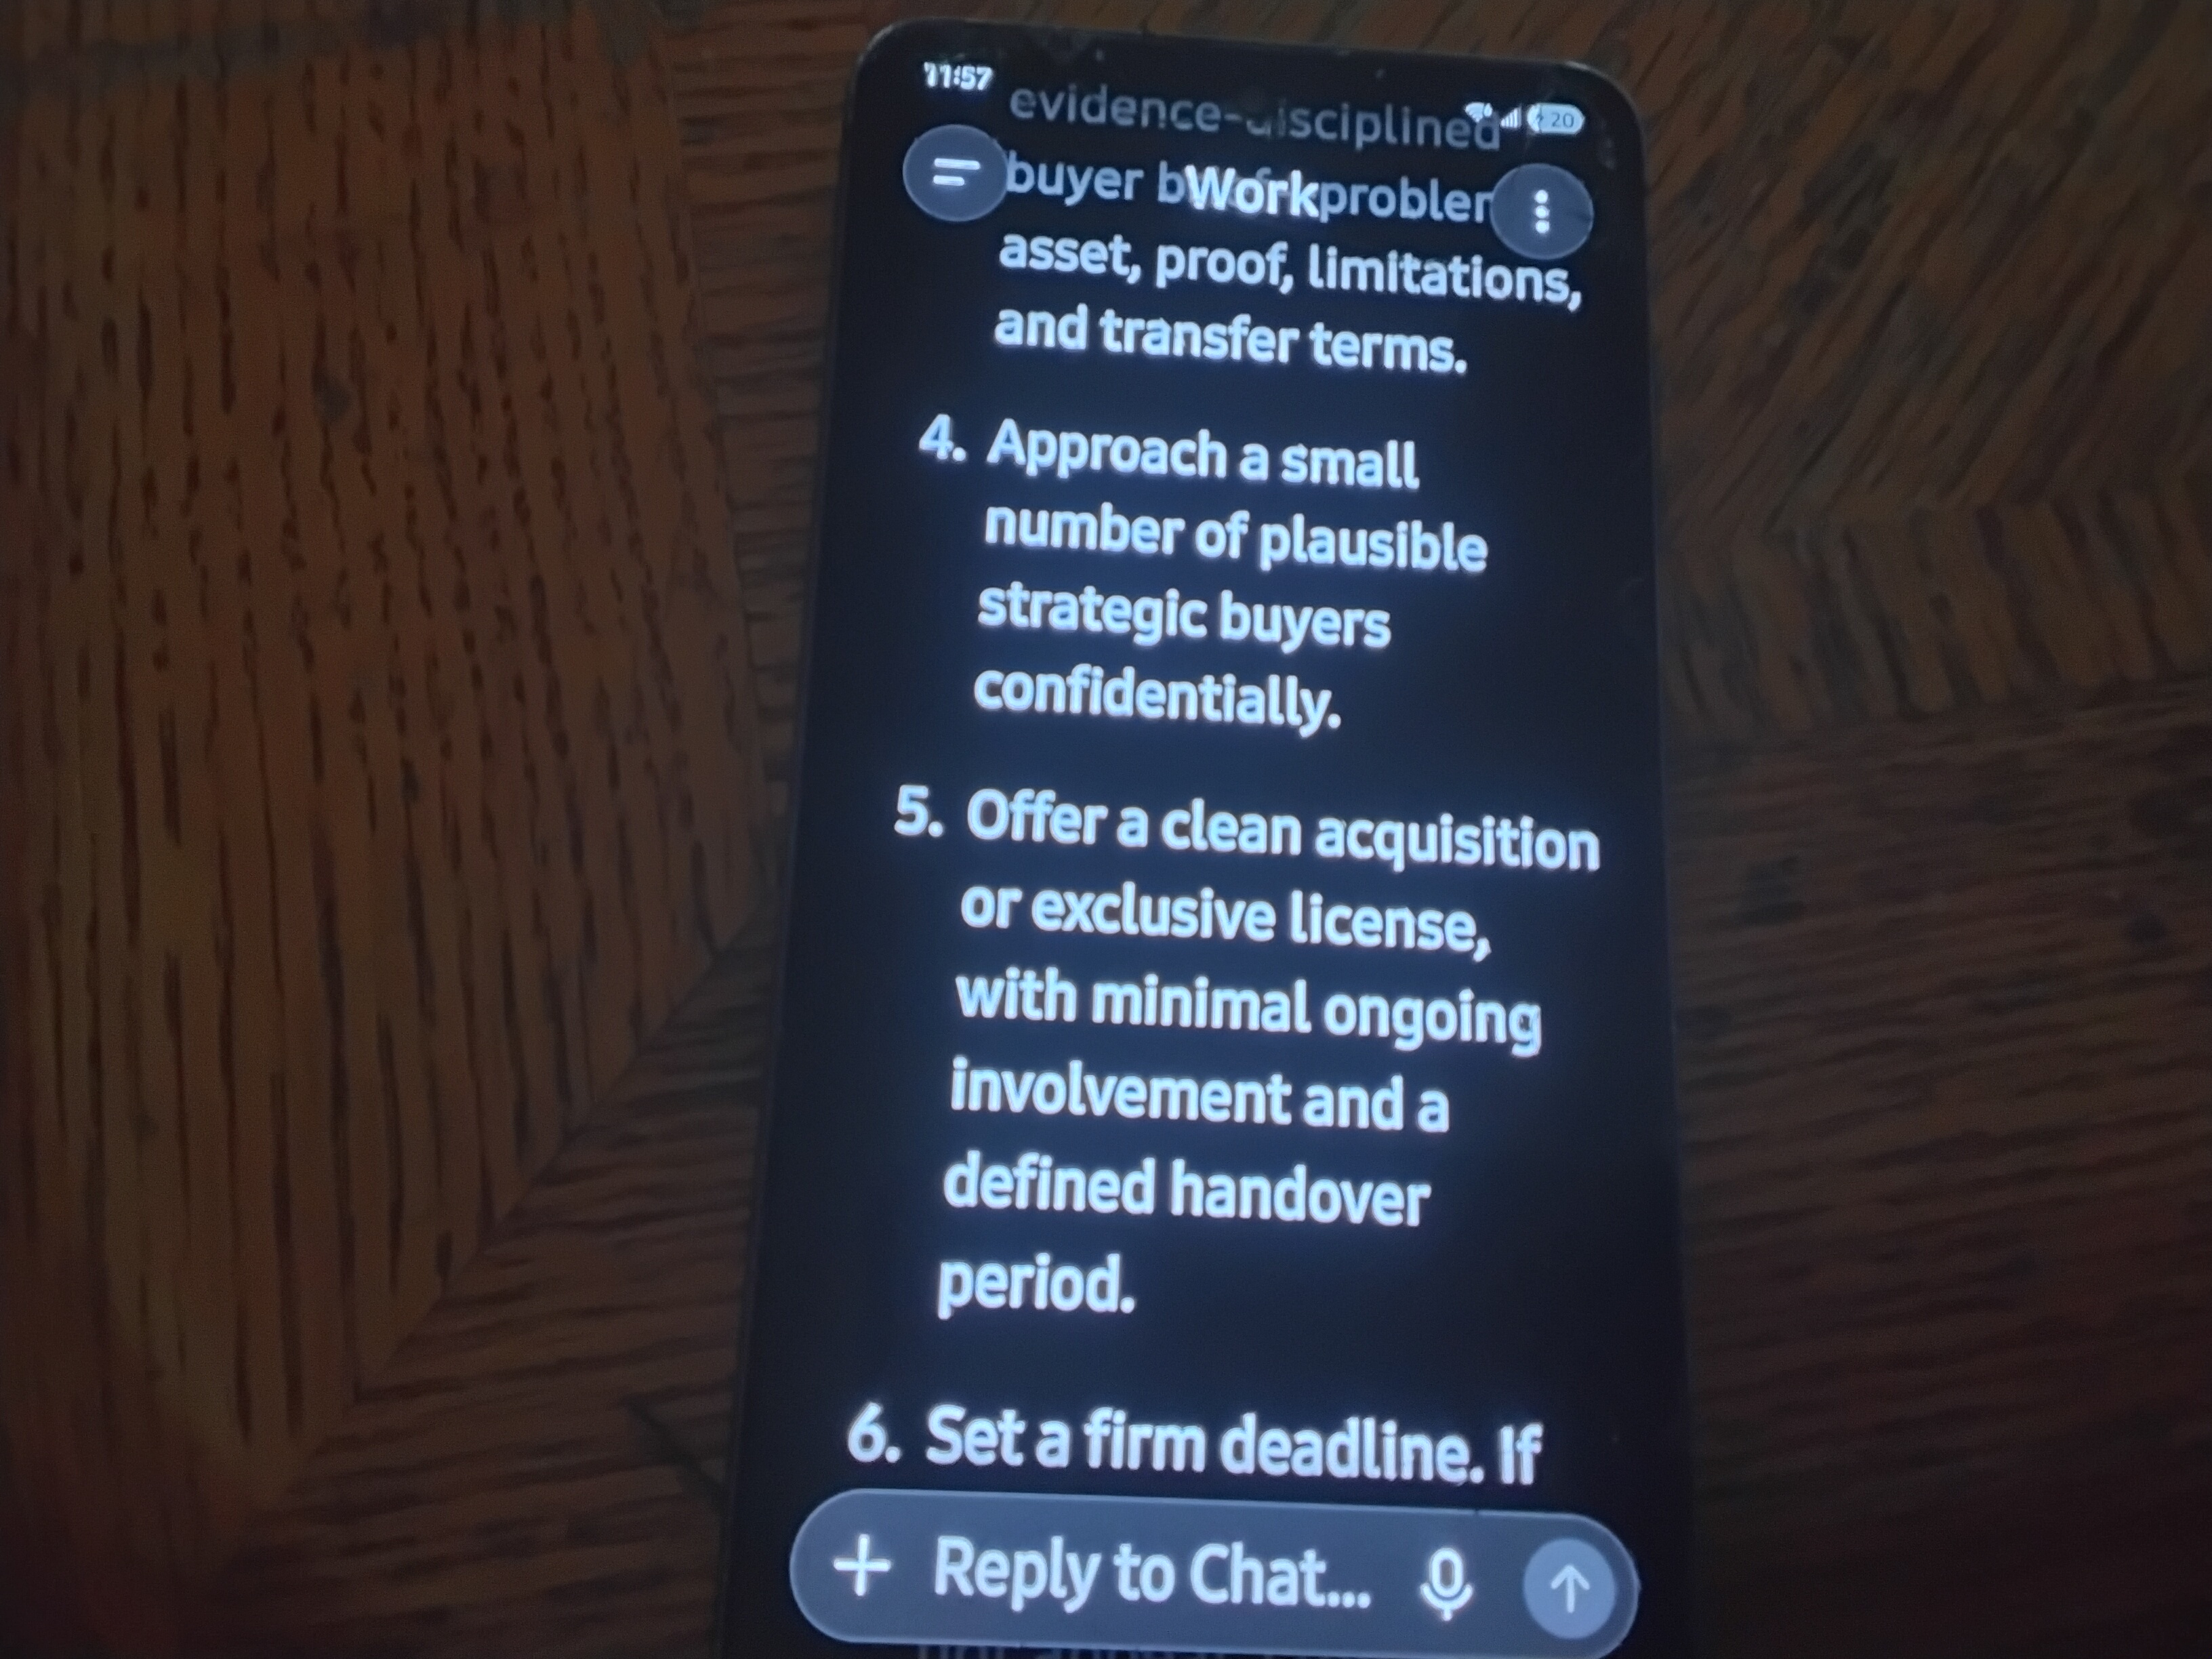 11:57
20
evidence-disciplined
buyer
Work
asset, proof, limitations,
and transfer terms.
4. Approach a small
number of plausible
strategic buyers
confidentially.
5. Offer a clean acquisition
or exclusive license,
with minimal ongoing
involvement and a
defined handover
period.
6. Set a firm deadline. If
Reply to Chat...